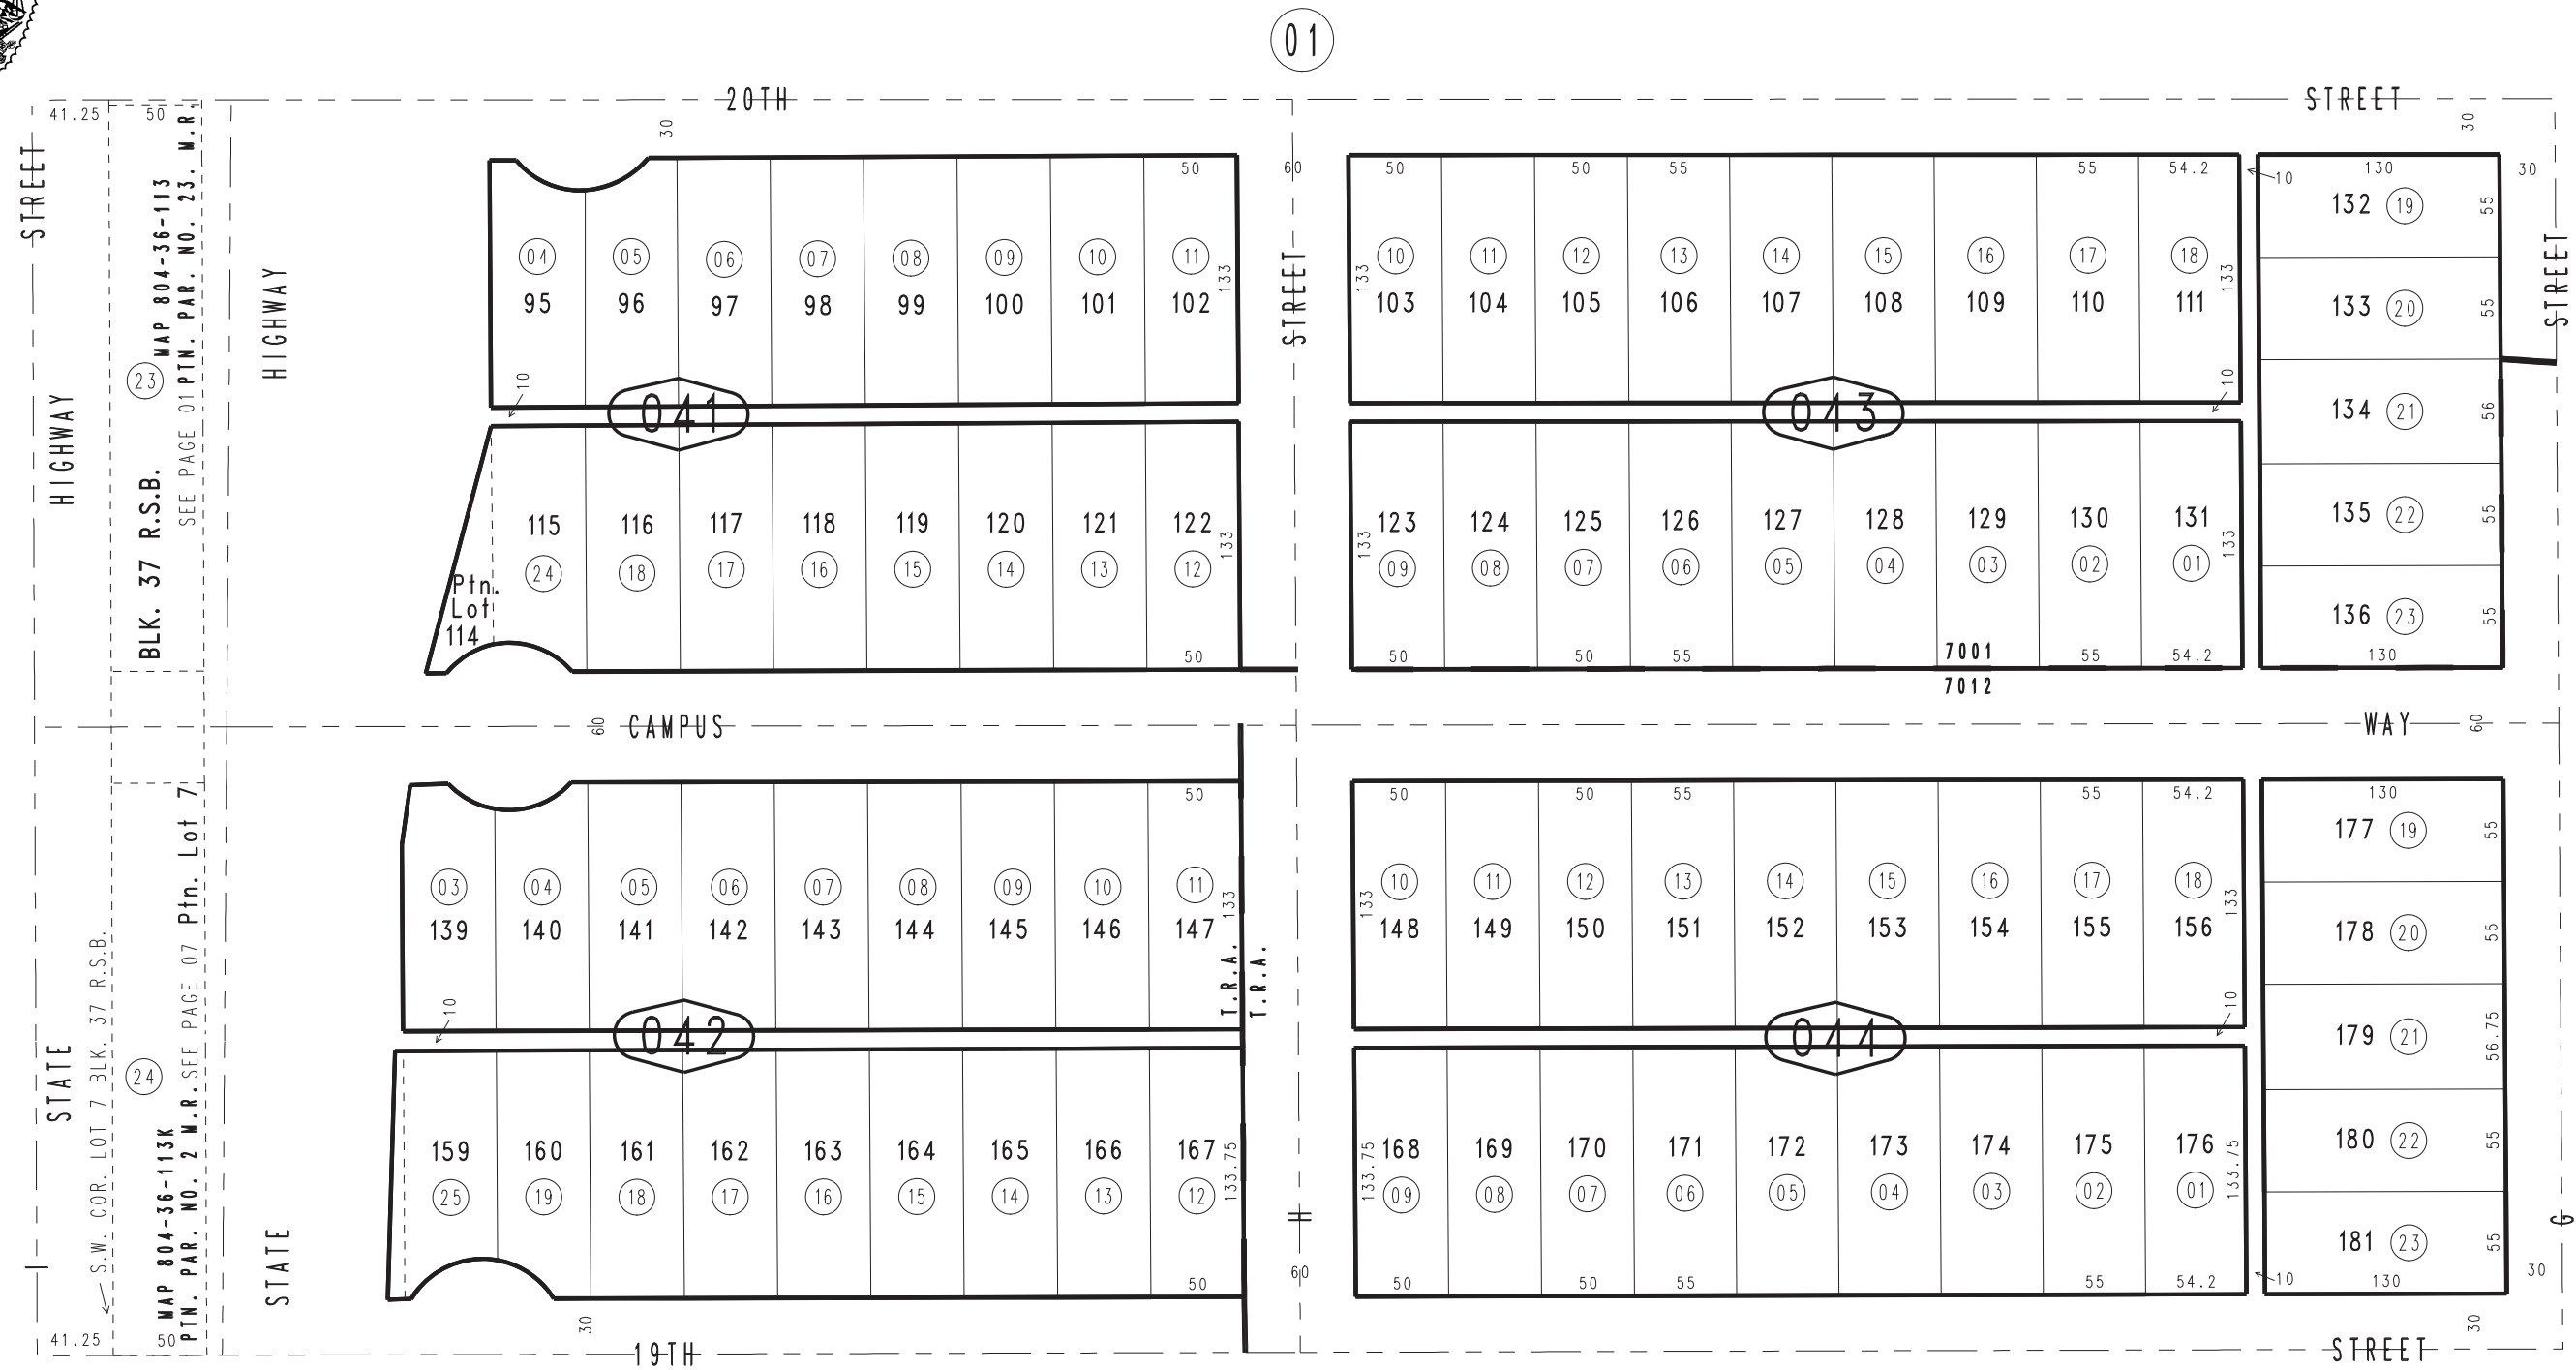 01
20TH STREET
41.25
50
30
30
30
STREET
HIGHWAY
STATE
I
23
MAP 804-36-113
PTN. PAR. NO. 23. M.R.
SEE PAGE 01
BLK. 37 R.S.B.
HIGHWAY
STATE
50
60
50 50 55 55 54.2
10
130
04 05 06 07 08 09 10 11
95 96 97 98 99 100 101 102
133
STREET
133
10 11 12 13 14 15 16 17 18
103 104 105 106 107 108 109 110 111
133
132 19 55
133 20 55
134 21 56
135 22 55
136 23 55
130
STREET
10
041
043
10
115 116 117 118 119 120 121 122
24 18 17 16 15 14 13 12
133
Ptn.
Lot
114
50
133
123 124 125 126 127 128 129 130 131
09 08 07 06 05 04 03 02 01
133
50 50 55 55 54.2
7001
7012
60 CAMPUS WAY 60
50
50 50 55 55 54.2
130
03 04 05 06 07 08 09 10 11
139 140 141 142 143 144 145 146 147
133
T.R.A.
T.R.A.
133
10 11 12 13 14 15 16 17 18
148 149 150 151 152 153 154 155 156
133
177 19 55
178 20 55
179 21 56.75
180 22 55
181 23 55
130
10
042
044
10
159 160 161 162 163 164 165 166 167
25 19 18 17 16 15 14 13 12
133.75
50
133.75
168 169 170 171 172 173 174 175 176
09 08 07 06 05 04 03 02 01
133.75
50 50 55 55 54.2
10
H
60
G
30
30
24
Ptn. Lot 7
SEE PAGE 07
MAP 804-36-113K
PTN. PAR. NO. 2 M.R.
S.W. COR. LOT 7 BLK. 37 R.S.B.
41.25
50
30
19TH STREET